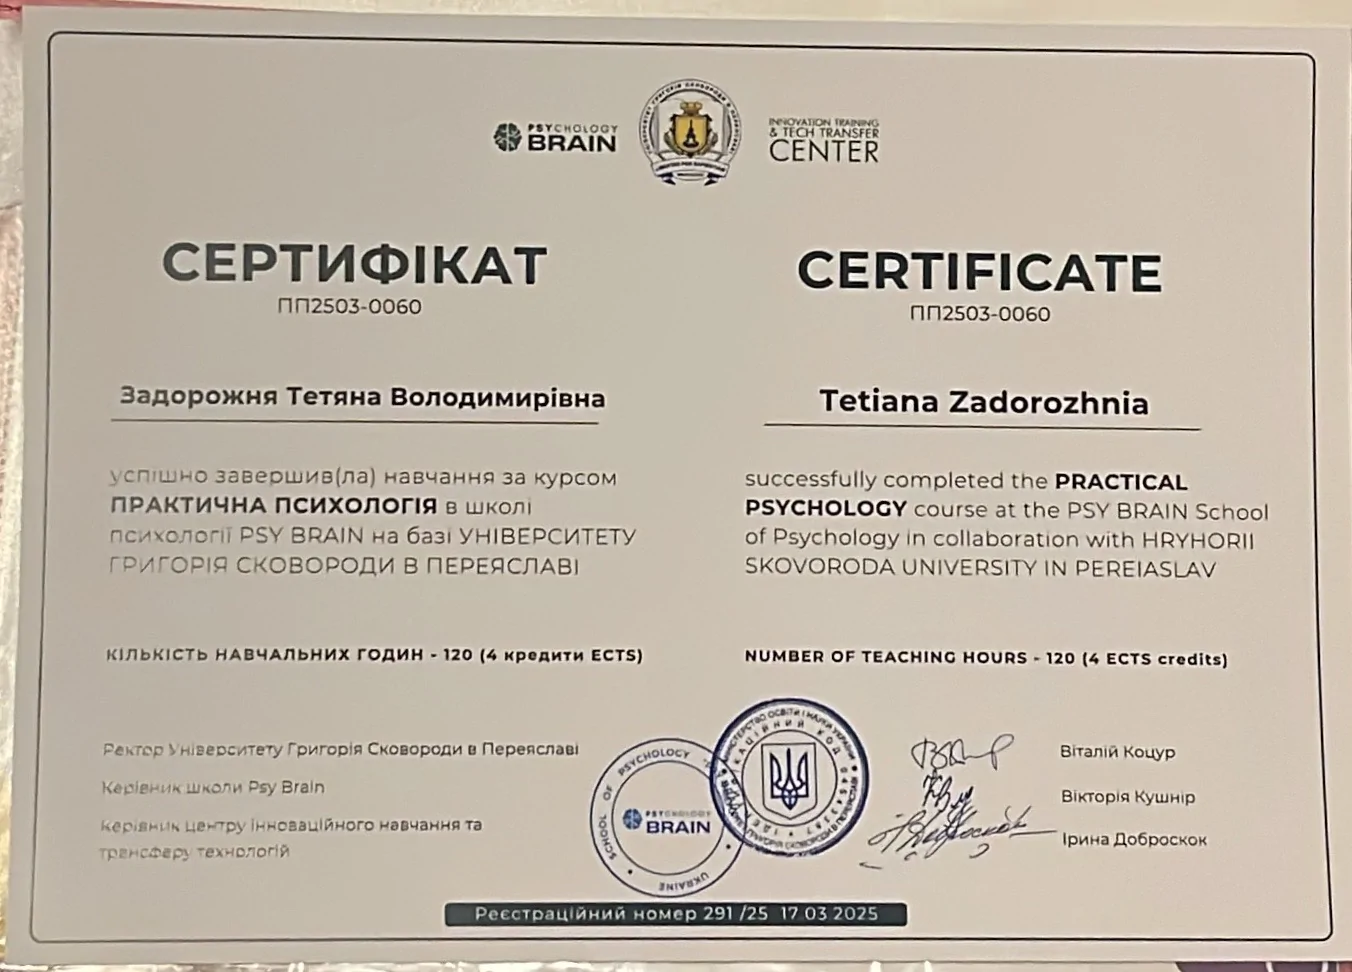 PSYCHOLOGY
BRAIN
INNOVATION TRAINING
& TECH TRANSFER
CENTER
СЕРТИФІКАТ
ПП2503-0060
Задорожня Тетяна Володимирівна
успішно завершив(ла) навчання за курсом
ПРАКТИЧНА ПСИХОЛОГІЯ в школі
психології PSY BRAIN на базі УНІВЕРСИТЕТУ
ГРИГОРІЯ СКОВОРОДИ В ПЕРЕЯСЛАВІ
КІЛЬКІСТЬ НАВЧАЛЬНИХ ГОДИН - 120 (4 кредити ECTS)
CERTIFICATE
ПП2503-0060
Tetiana Zadorozhnia
successfully completed the PRACTICAL
PSYCHOLOGY course at the PSY BRAIN School
of Psychology in collaboration with HRYHORII
SKOVORODA UNIVERSITY IN PEREIASLAV
NUMBER OF TEACHING HOURS - 120 (4 ECTS credits)
Ректор Університету Григорія Сковороди в Переяславі
Керівник школи Psy Brain
Керівник центру інноваційного навчання та
трансферу технологій
SCHOOL OF PSYCHOLOGY
PSYCHOLOGY
BRAIN
UKRAINE
МІНІСТЕРСТВО ОСВІТИ І НАУКИ УКРАЇНИ
Віталій Коцур
Вікторія Кушнір
Ірина Доброскок
Реєстраційний номер 291 /25 17 03 2025